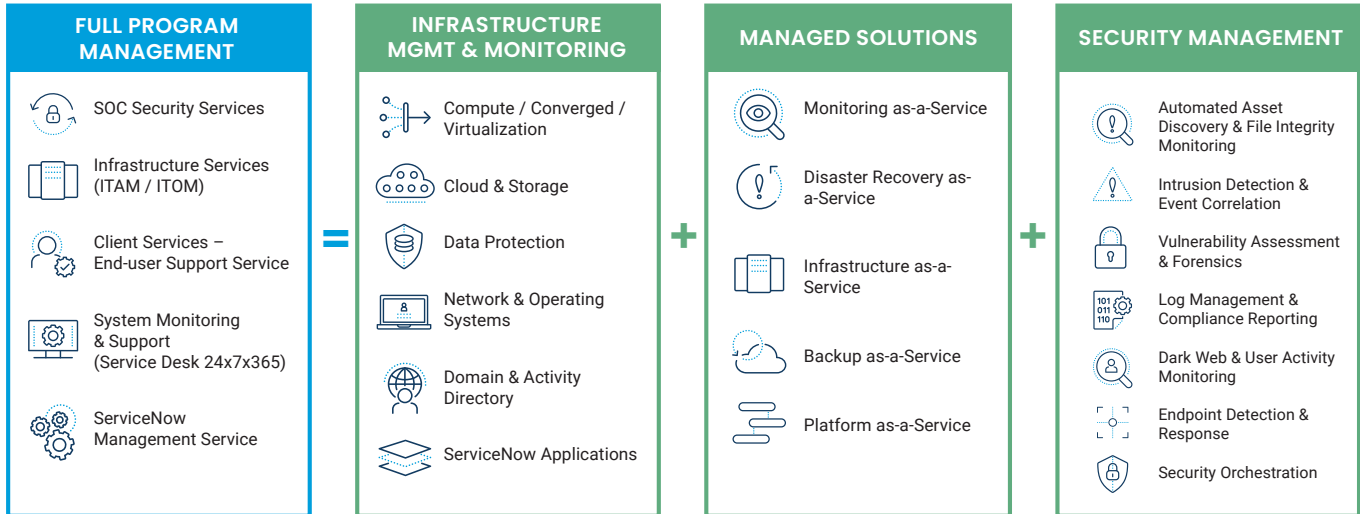 FULL PROGRAM
MANAGEMENT
SOC Security Services
Infrastructure Services
(ITAM / ITOM)
Client Services –
End-user Support Service
System Monitoring
& Support
(Service Desk 24x7x365)
ServiceNow
Management Service
=
INFRASTRUCTURE
MGMT & MONITORING
Compute / Converged /
Virtualization
Cloud & Storage
Data Protection
Network & Operating
Systems
Domain & Activity
Directory
ServiceNow Applications
+
MANAGED SOLUTIONS
Monitoring as-a-Service
Disaster Recovery as-
a-Service
Infrastructure as-a-
Service
Backup as-a-Service
Platform as-a-Service
+
SECURITY MANAGEMENT
Automated Asset
Discovery & File Integrity
Monitoring
Intrusion Detection &
Event Correlation
Vulnerability Assessment
& Forensics
101
011
110
Log Management &
Compliance Reporting
Dark Web & User Activity
Monitoring
Endpoint Detection &
Response
Security Orchestration